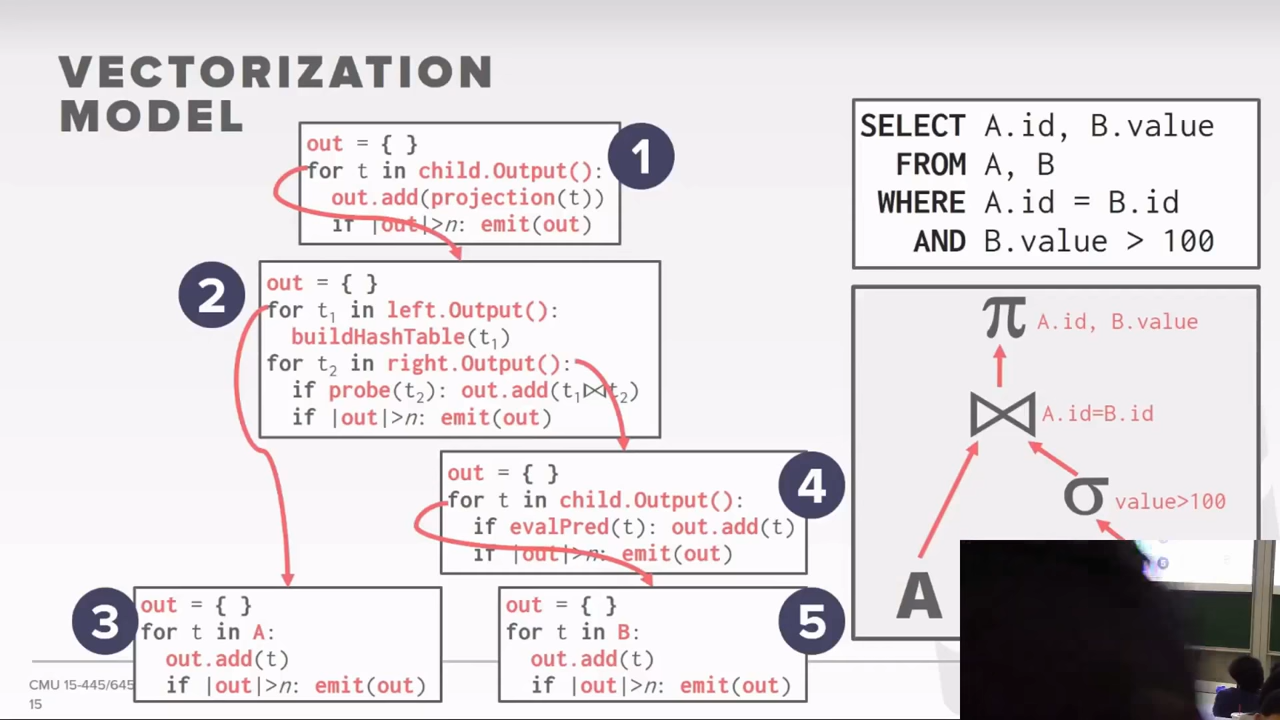 VECTORIZATION
MODEL
out = { }
for t in child.Output():
out.add(projection(t))
if |out|>n: emit(out)
1
2
out = { }
for t₁ in left.Output():
buildHashTable(t₁)
for t₂ in right.Output():
if probe(t₂): out.add(t₁⨝t₂)
if |out|>n: emit(out)
out = { }
for t in child.Output():
if evalPred(t): out.add(t)
if |out|>n: emit(out)
4
3
out = { }
for t in A:
out.add(t)
if |out|>n: emit(out)
out = { }
for t in B:
out.add(t)
if |out|>n: emit(out)
5
SELECT A.id, B.value
FROM A, B
WHERE A.id = B.id
AND B.value > 100
π A.id, B.value
⨝ A.id=B.id
σ value>100
A
CMU 15-445/645
15